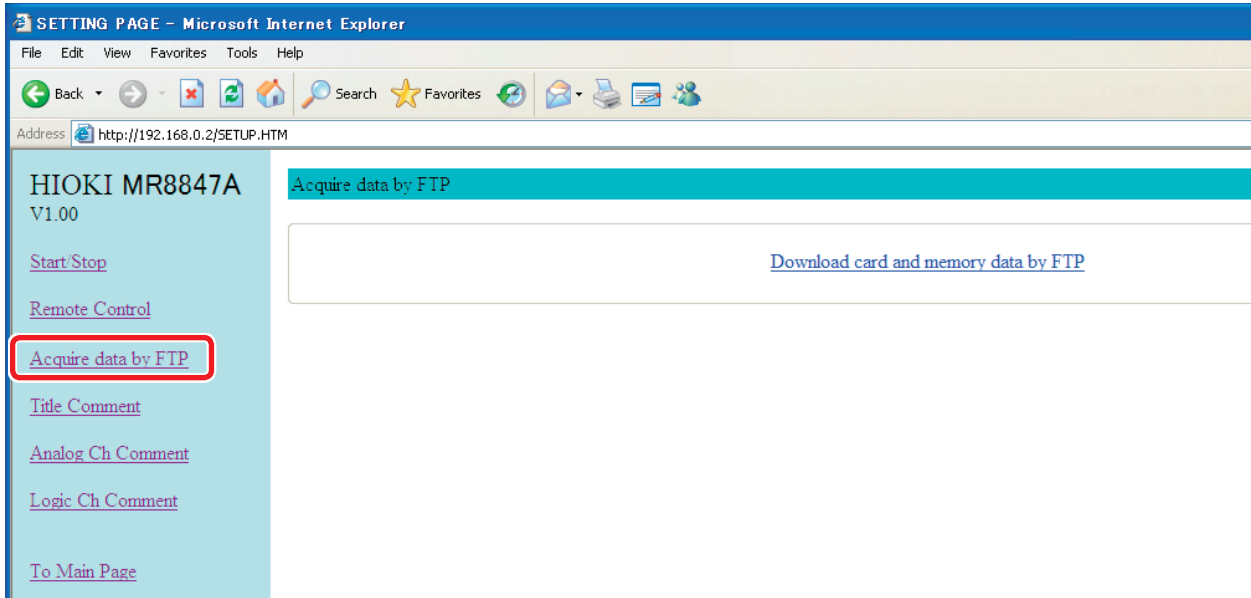 SETTING PAGE - Microsoft Internet Explorer
File Edit View Favorites Tools Help
Back Search Favorites
Address http://192.168.0.2/SETUP.HTM
HIOKI MR8847A
V1.00
Start/Stop
Remote Control
Acquire data by FTP
Title Comment
Analog Ch Comment
Logic Ch Comment
To Main Page
Acquire data by FTP
Download card and memory data by FTP